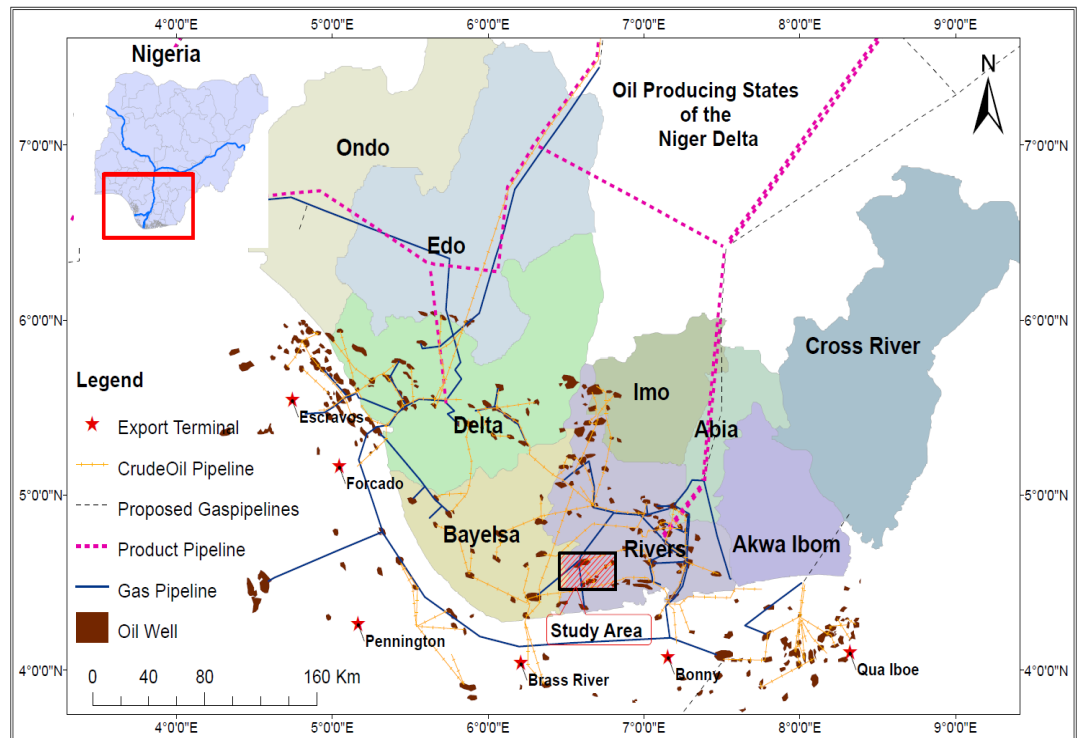 4°0'0"E 5°0'0"E 6°0'0"E 7°0'0"E 8°0'0"E 9°0'0"E
Nigeria
N
Oil Producing States
of the
Niger Delta
Ondo
7°0'0"N 7°0'0"N
Edo
6°0'0"N 6°0'0"N
Cross River
Imo
Legend
Escravos
Delta
Abia
Export Terminal
CrudeOil Pipeline
Forcado
5°0'0"N 5°0'0"N
Proposed Gaspipelines
Bayelsa
Rivers
Akwa Ibom
Product Pipeline
Gas Pipeline
Oil Well
Study Area
Pennington
Brass River
Bonny
Qua Iboe
4°0'0"N 4°0'0"N
0 40 80 160 Km
4°0'0"E 5°0'0"E 6°0'0"E 7°0'0"E 8°0'0"E 9°0'0"E